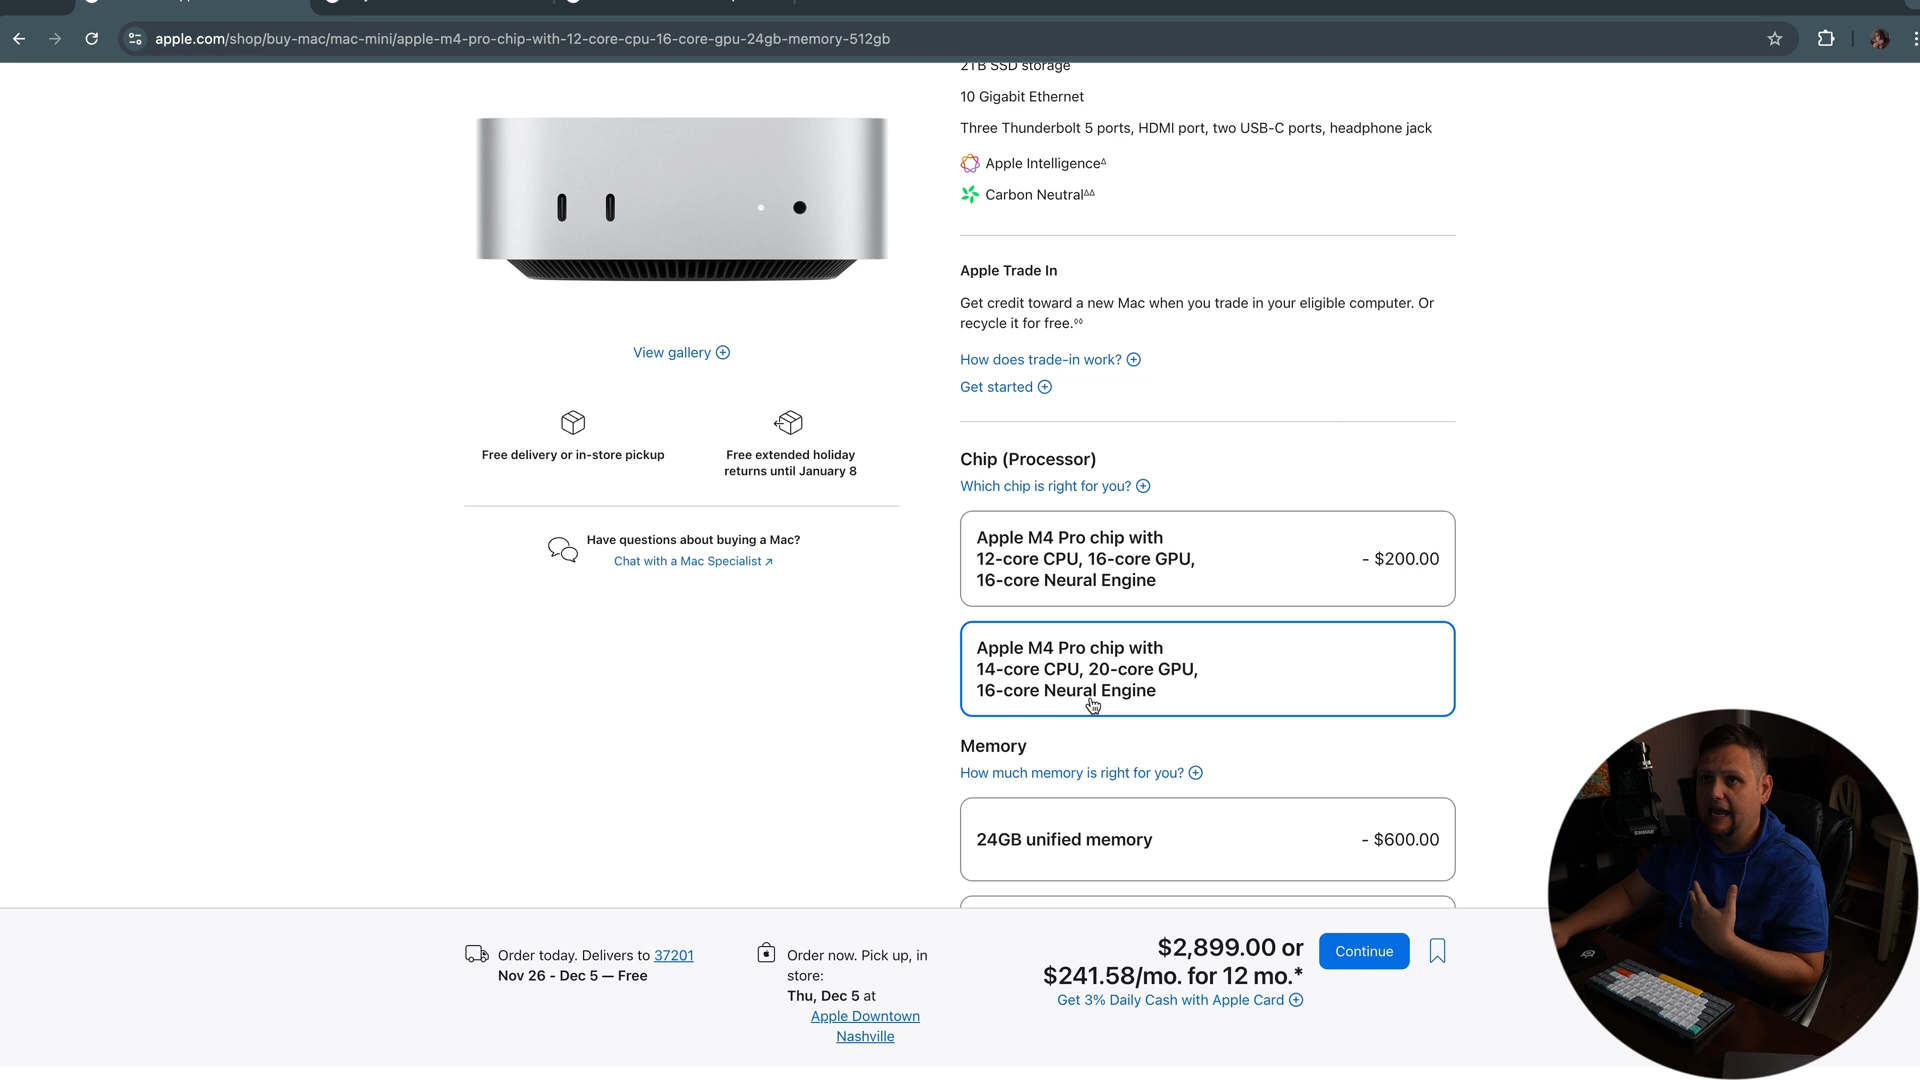 apple.com/shop/buy-mac/mac-mini/apple-m4-pro-chip-with-12-core-cpu-16-core-gpu-24gb-memory-512gb
2TB SSD storage
10 Gigabit Ethernet
Three Thunderbolt 5 ports, HDMI port, two USB-C ports, headphone jack
Apple Intelligence∆
Carbon Neutral∆∆
Apple Trade In
Get credit toward a new Mac when you trade in your eligible computer. Or
recycle it for free.◊◊
How does trade-in work?
Get started
View gallery
Free delivery or in-store pickup
Free extended holiday
returns until January 8
Have questions about buying a Mac?
Chat with a Mac Specialist ↗
Chip (Processor)
Which chip is right for you?
Apple M4 Pro chip with
12-core CPU, 16-core GPU,
16-core Neural Engine
- $200.00
Apple M4 Pro chip with
14-core CPU, 20-core GPU,
16-core Neural Engine
Memory
How much memory is right for you?
24GB unified memory
- $600.00
Order today. Delivers to 37201
Nov 26 - Dec 5 — Free
Order now. Pick up, in
store:
Thu, Dec 5 at
Apple Downtown
Nashville
$2,899.00 or
$241.58/mo. for 12 mo.*
Get 3% Daily Cash with Apple Card
Continue
SHURE